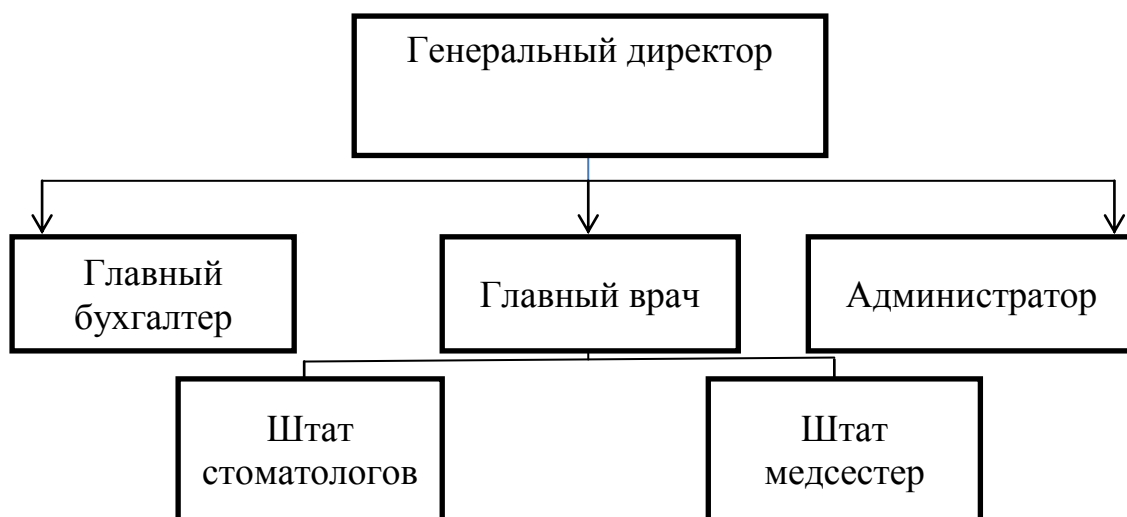 Генеральный директор
Главный
бухгалтер
Главный врач
Администратор
Штат
стоматологов
Штат
медсестер